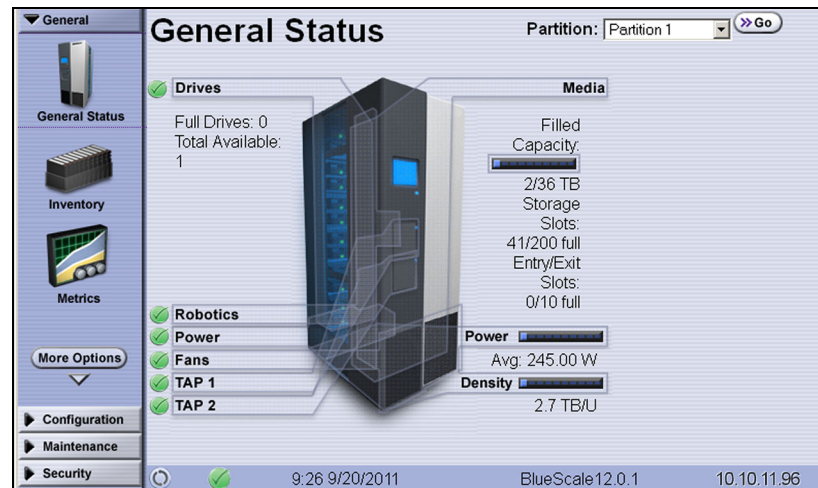 General
General Status
Partition: Partition 1 Go
General Status
Inventory
Metrics
More Options
Configuration
Maintenance
Security
Drives
Full Drives: 0
Total Available:
1
Media
Filled
Capacity:
2/36 TB
Storage
Slots:
41/200 full
Entry/Exit
Slots:
0/10 full
Robotics
Power
Fans
TAP 1
TAP 2
Power
Avg: 245.00 W
Density
2.7 TB/U
9:26 9/20/2011 BlueScale12.0.1 10.10.11.96